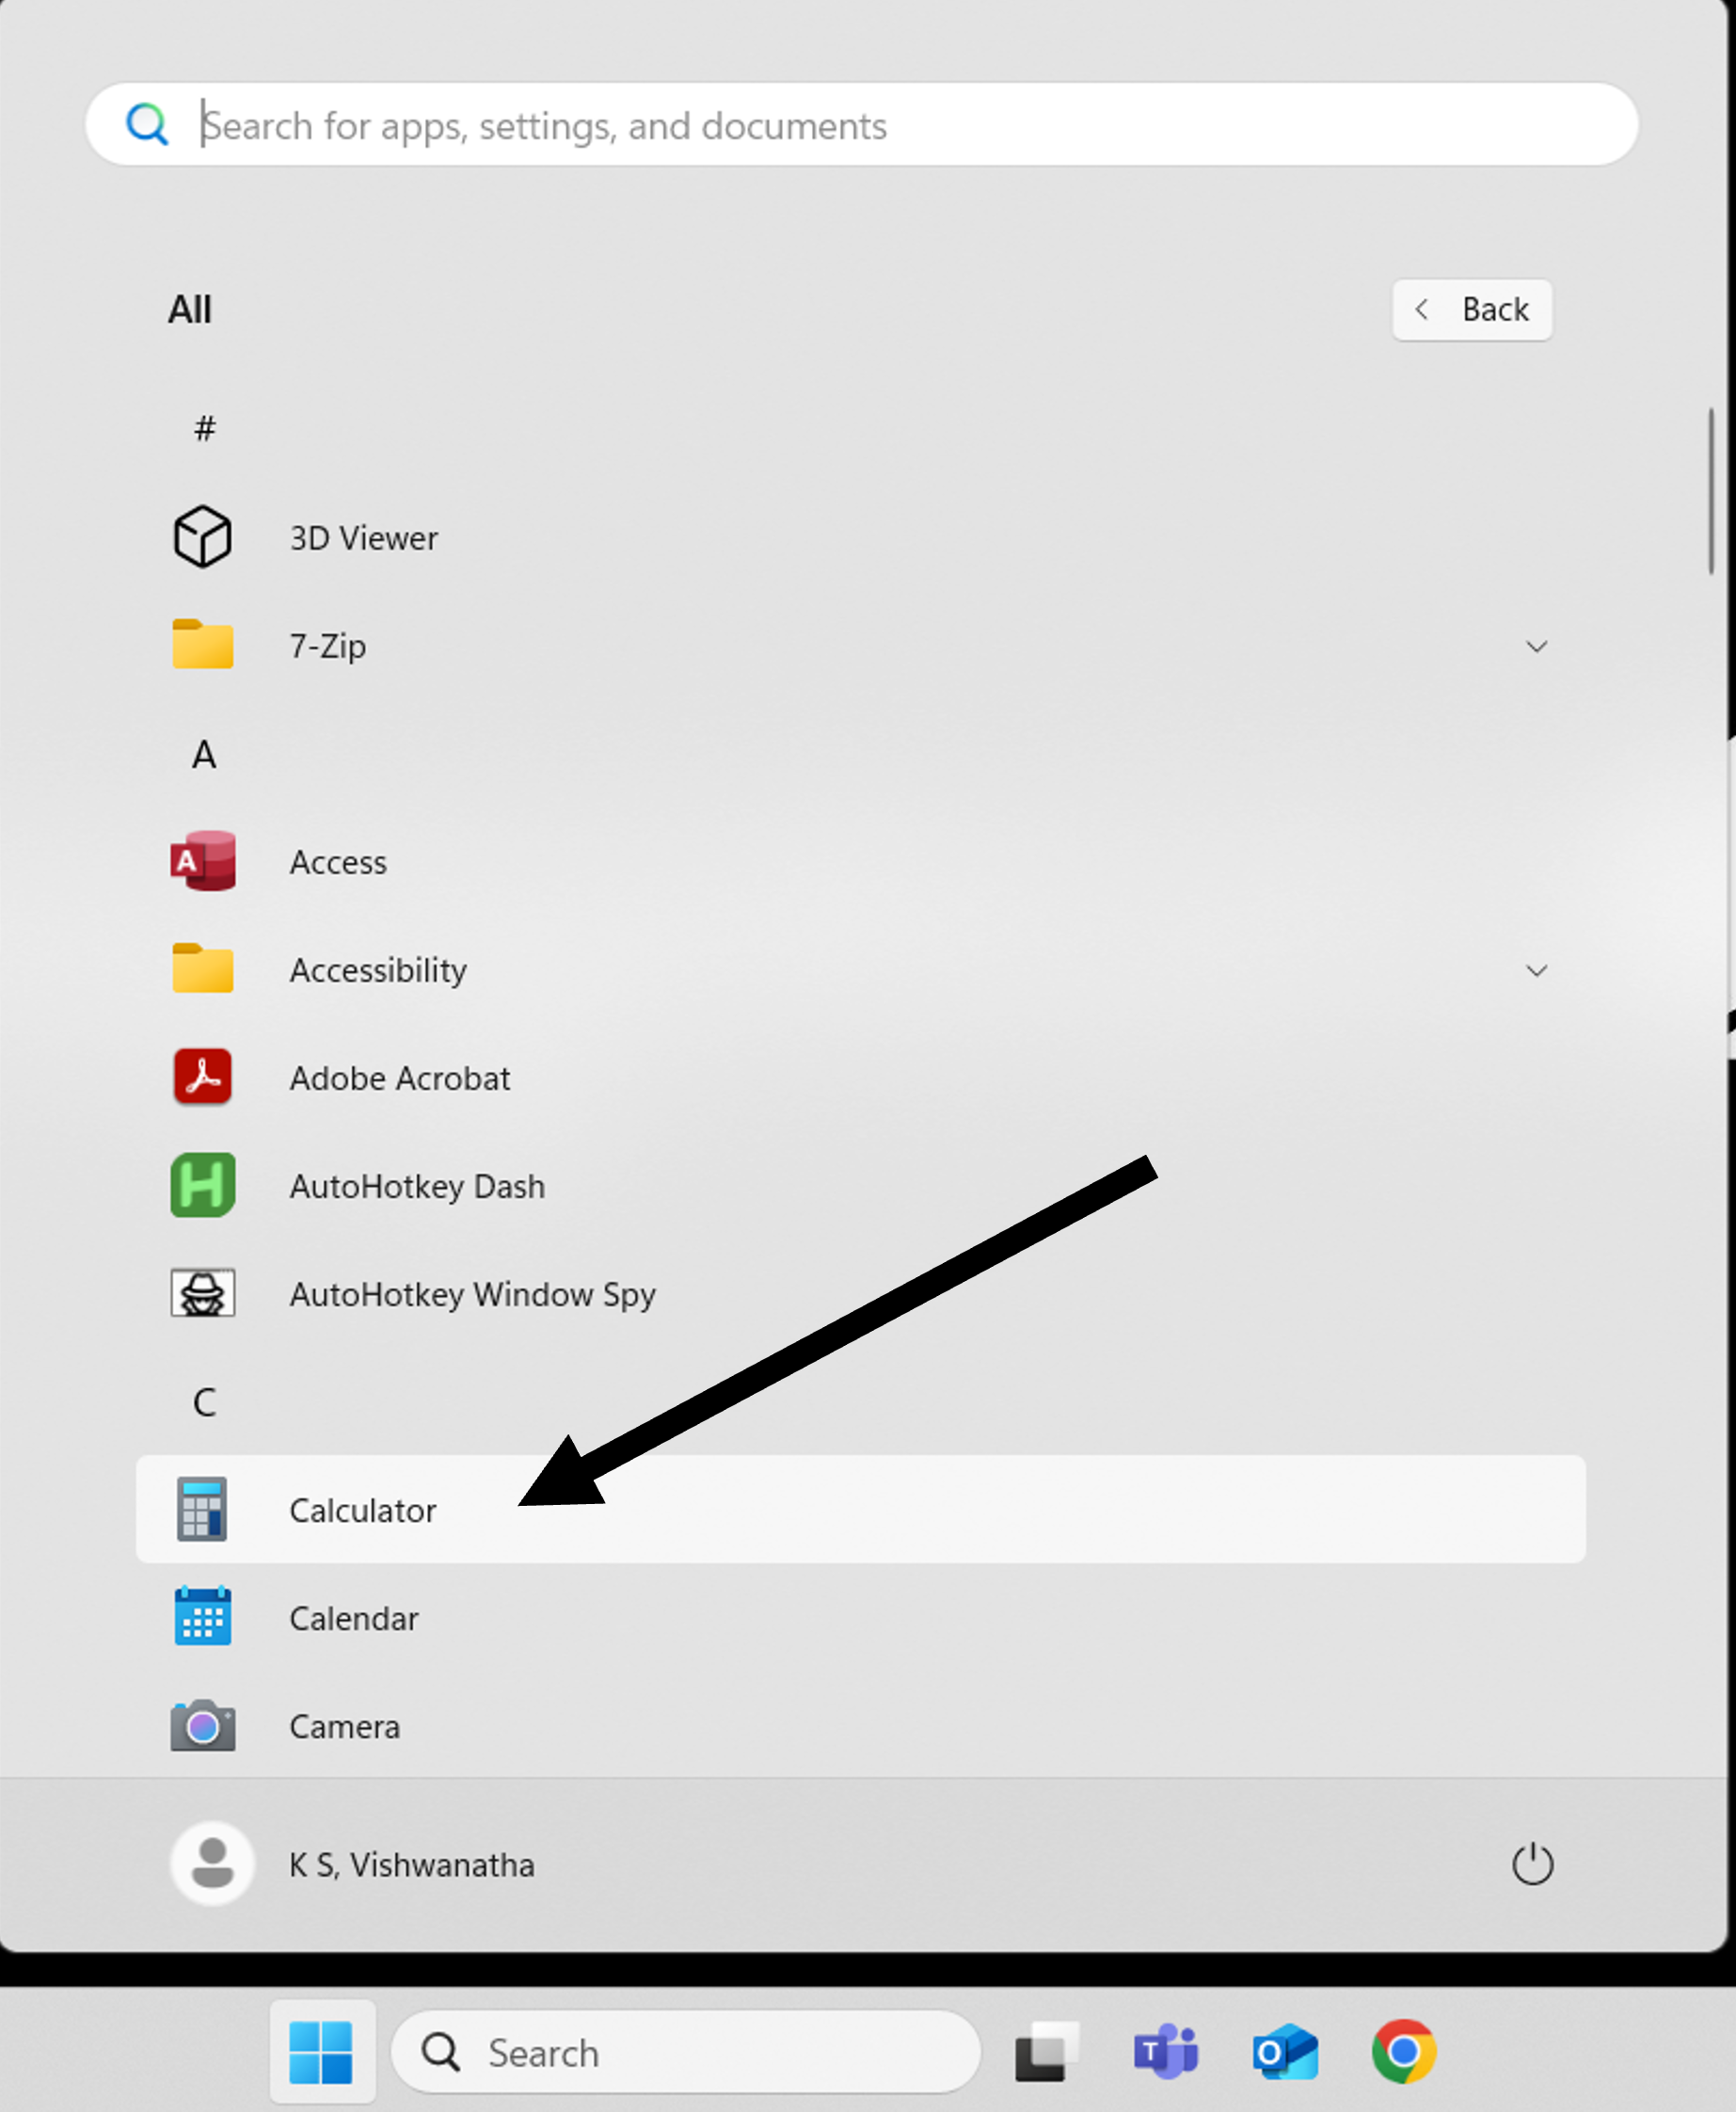 Search for apps, settings, and documents
All
Back
#
3D Viewer
7-Zip
A
Access
Accessibility
Adobe Acrobat
AutoHotkey Dash
AutoHotkey Window Spy
C
Calculator
Calendar
Camera
K S, Vishwanatha
Search